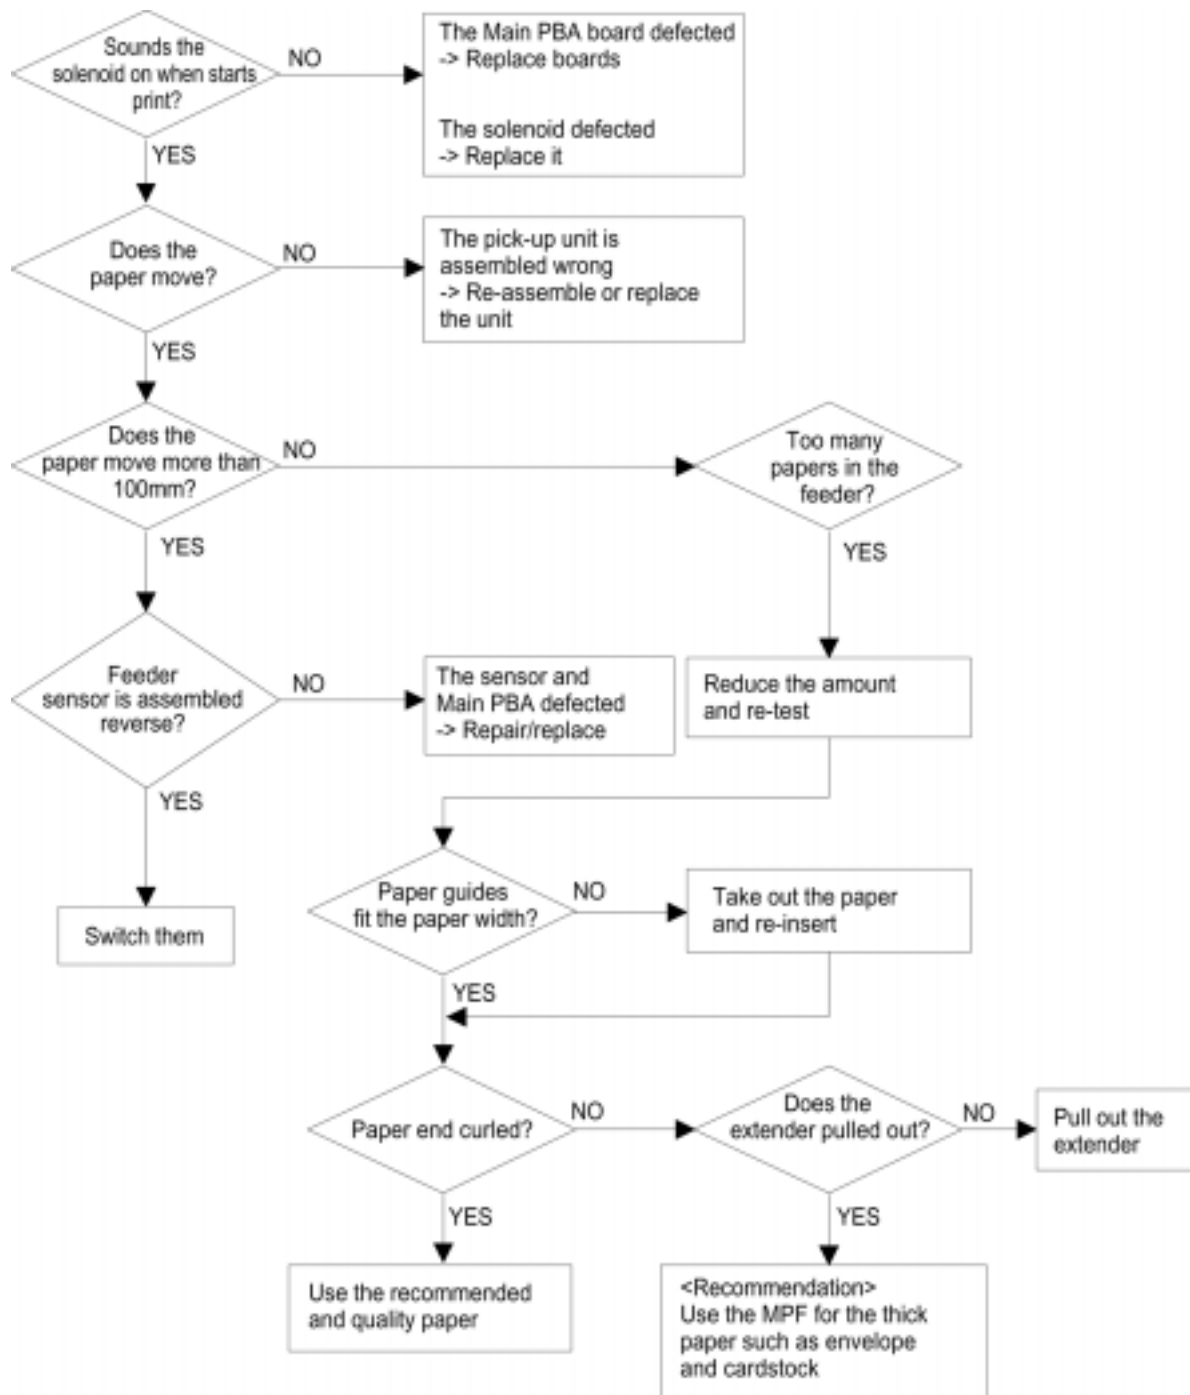 Sounds the
solenoid on when starts
print?
NO
The Main PBA board defected
-> Replace boards
The solenoid defected
-> Replace it
YES
Does the
paper move?
NO
The pick-up unit is
assembled wrong
-> Re-assemble or replace
the unit
YES
Does the
paper move more than
100mm?
NO
Too many
papers in the
feeder?
YES
YES
Feeder
sensor is assembled
reverse?
NO
The sensor and
Main PBA defected
-> Repair/replace
Reduce the amount
and re-test
YES
Switch them
Paper guides
fit the paper width?
NO
Take out the paper
and re-insert
YES
Paper end curled?
NO
Does the
extender pulled out?
NO
Pull out the
extender
YES
YES
Use the recommended
and quality paper
<Recommendation>
Use the MPF for the thick
paper such as envelope
and cardstock